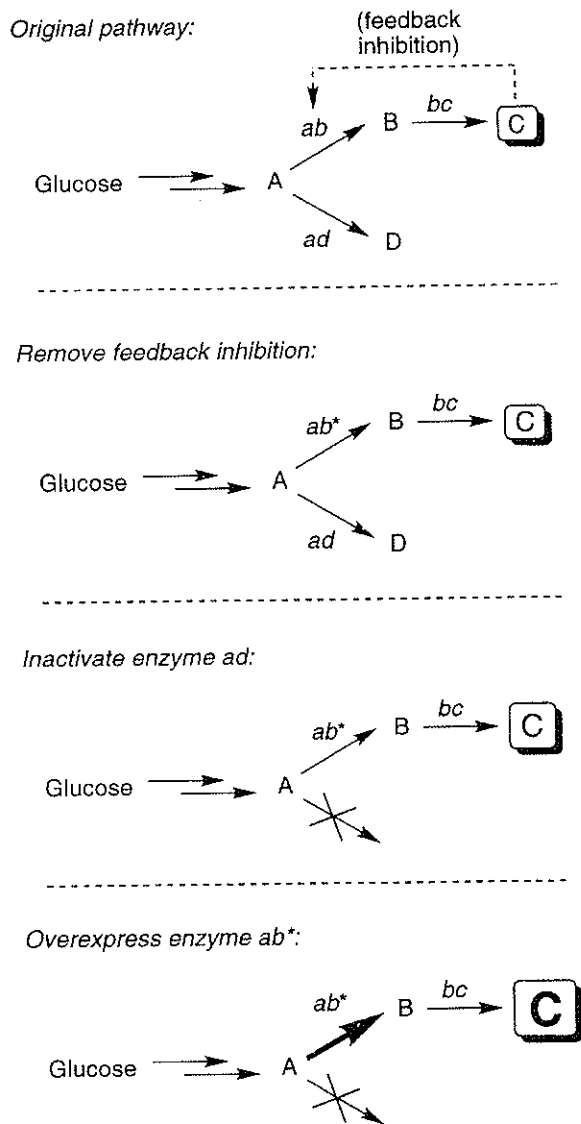 Original pathway:
(feedback
inhibition)
ab
B
bc
C
Glucose
A
ad
D
Remove feedback inhibition:
ab*
B
bc
C
Glucose
A
ad
D
Inactivate enzyme ad:
ab*
B
bc
C
Glucose
A
Overexpress enzyme ab*:
ab*
B
bc
C
Glucose
A